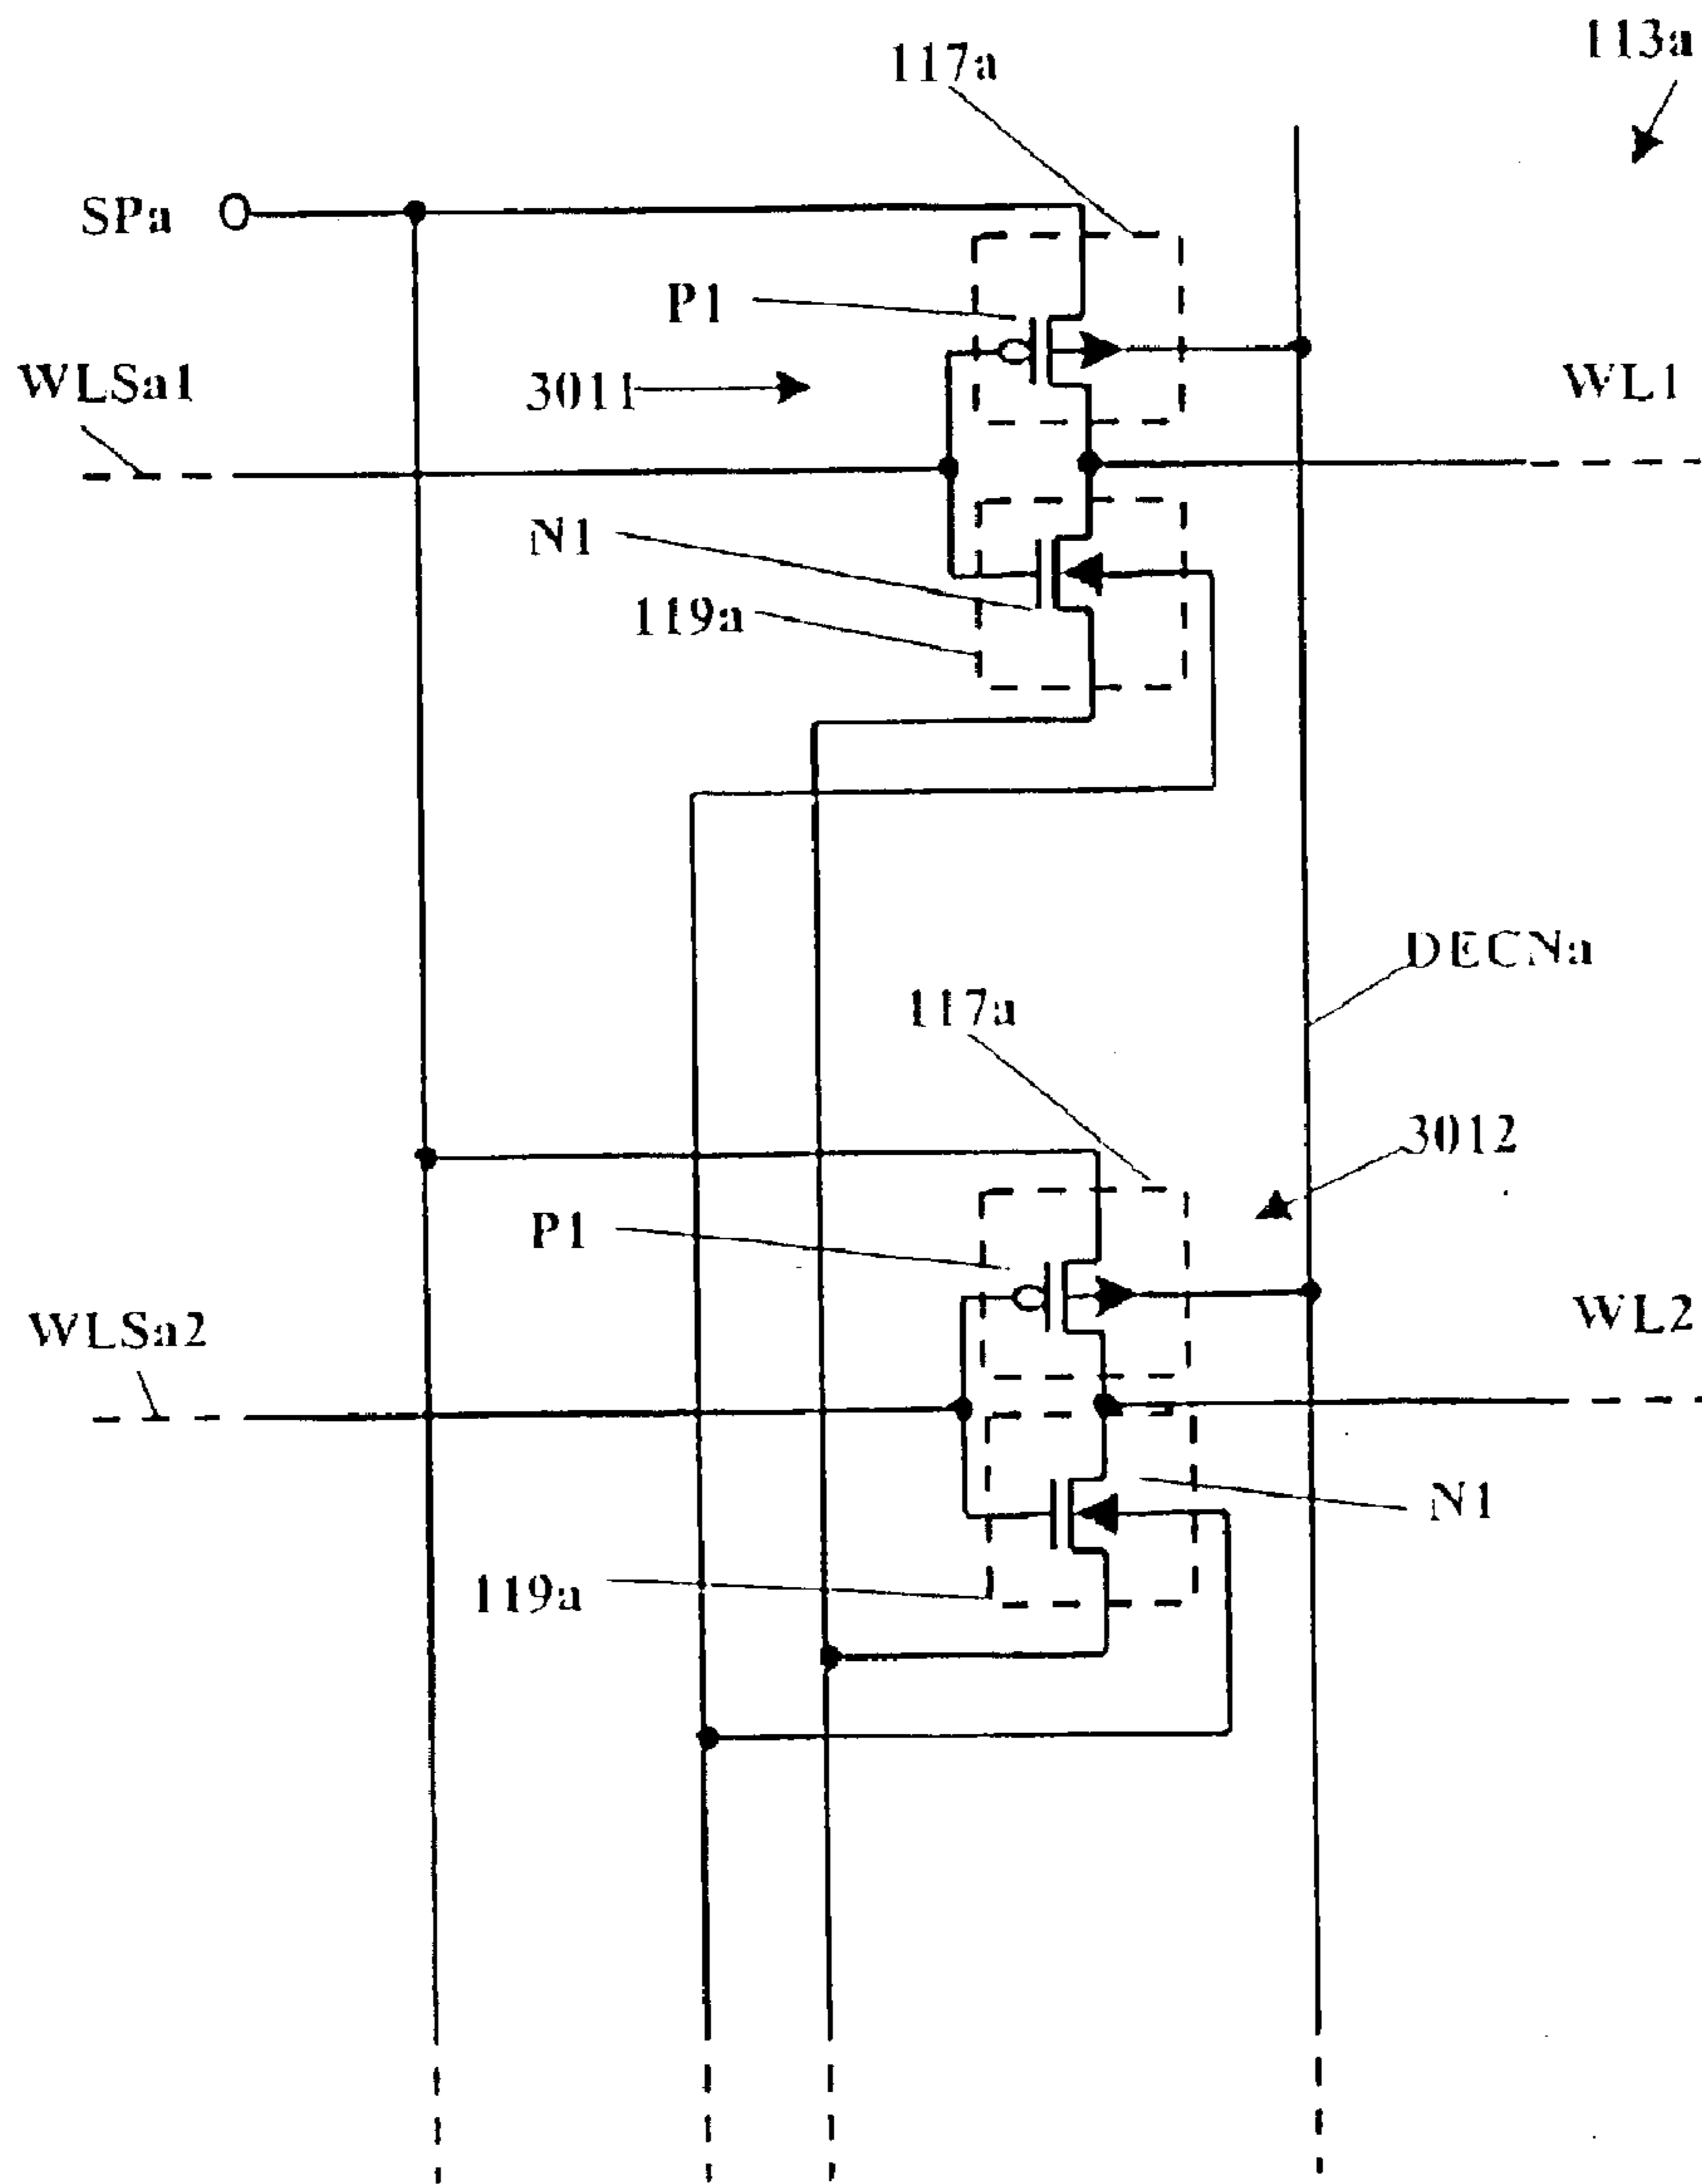 113a
117a
SPa
P1
WLSa1
3011
WL1
N1
119a
DECNa
117a
3012
P1
WLSa2
WL2
N1
119a